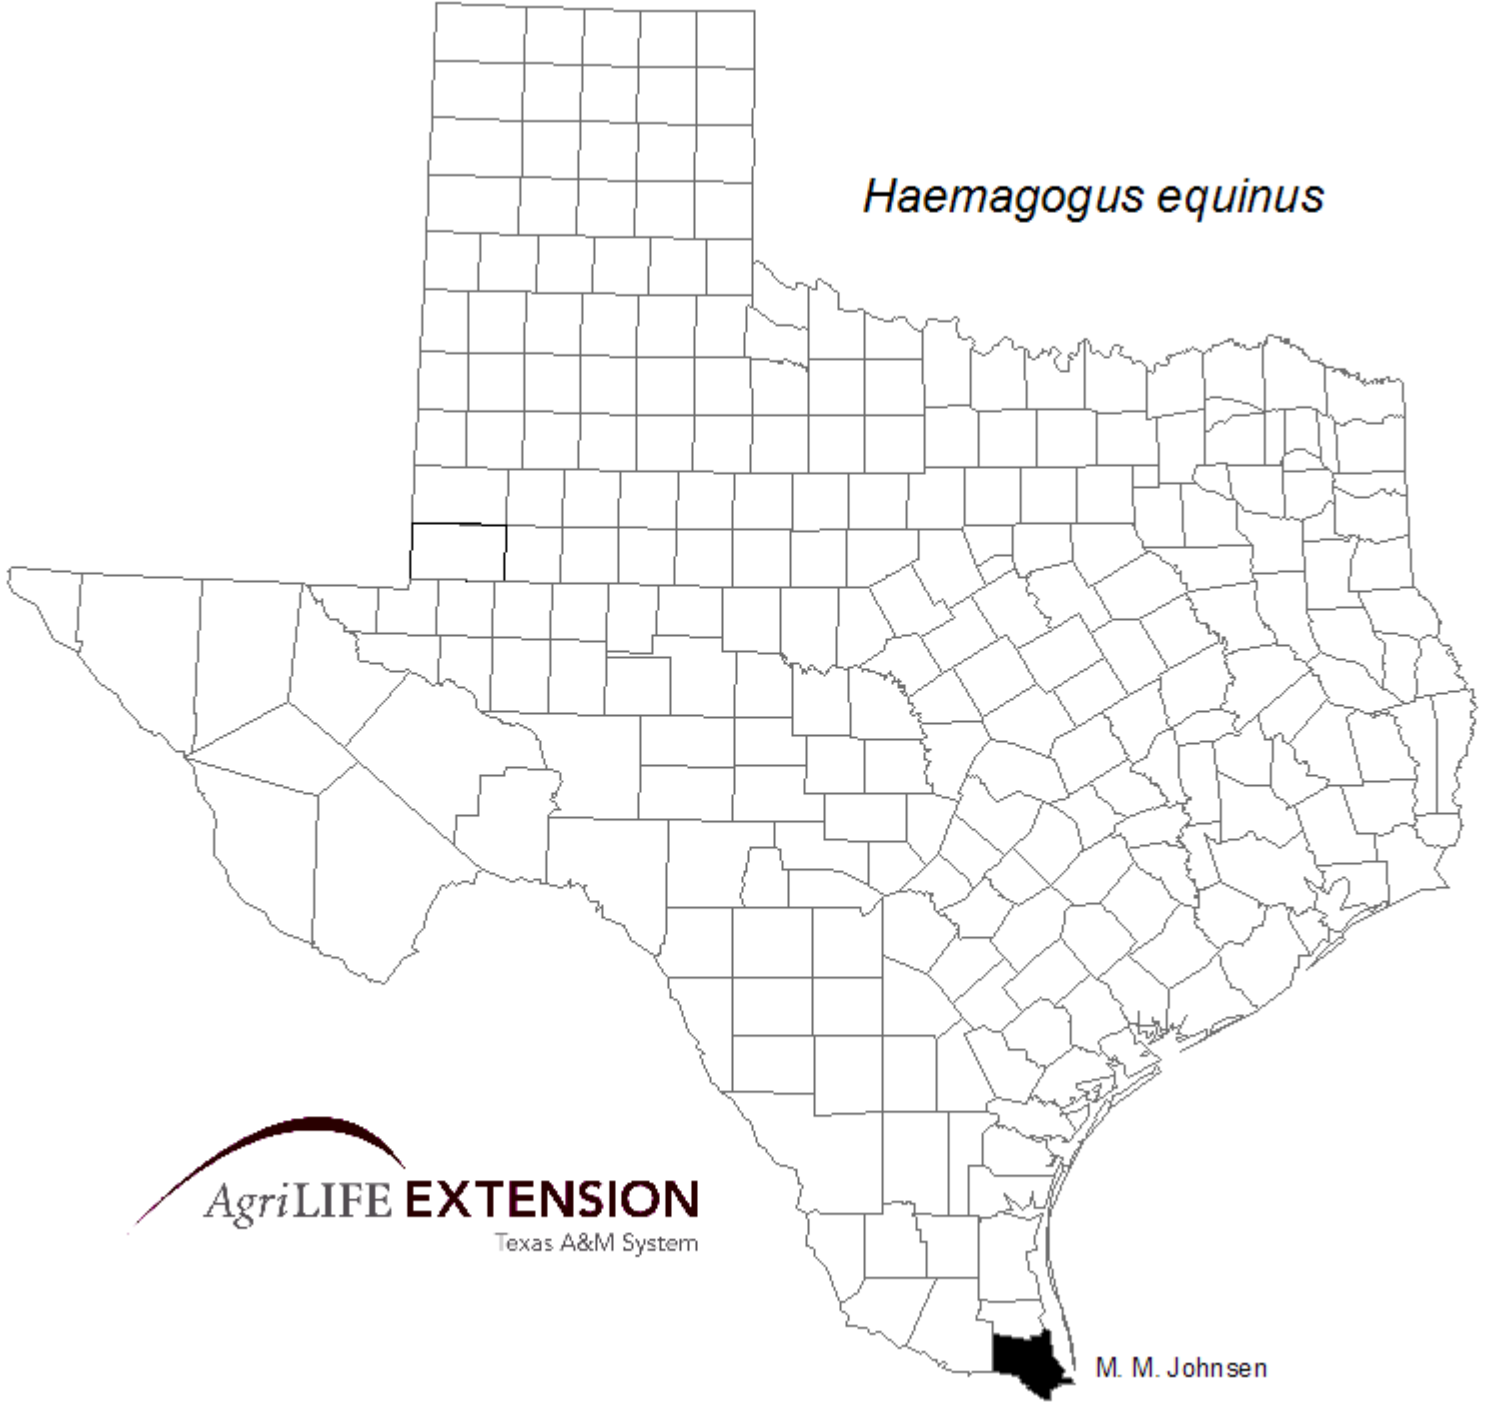 Haemagogus equinus
AgriLIFE EXTENSION
Texas A&M System
M. M. Johnsen